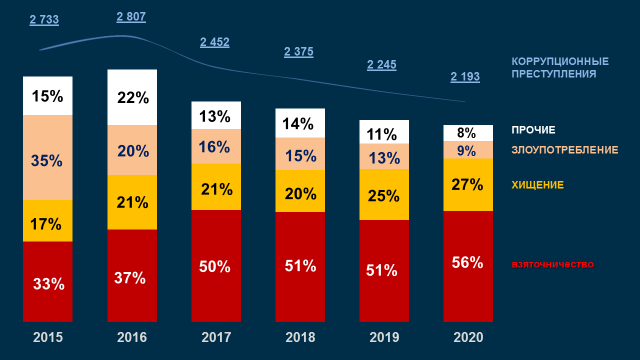 2 733
2 807
2 452
2 375
2 245
2 193
КОРРУПЦИОННЫЕ
ПРЕСТУПЛЕНИЯ
15% 22% 13% 14% 11% 8% ПРОЧИЕ
35% 20% 16% 15% 13% 9% ЗЛОУПОТРЕБЛЕНИЕ
17% 21% 21% 20% 25% 27% ХИЩЕНИЕ
33% 37% 50% 51% 51% 56% взяточничество
2015 2016 2017 2018 2019 2020